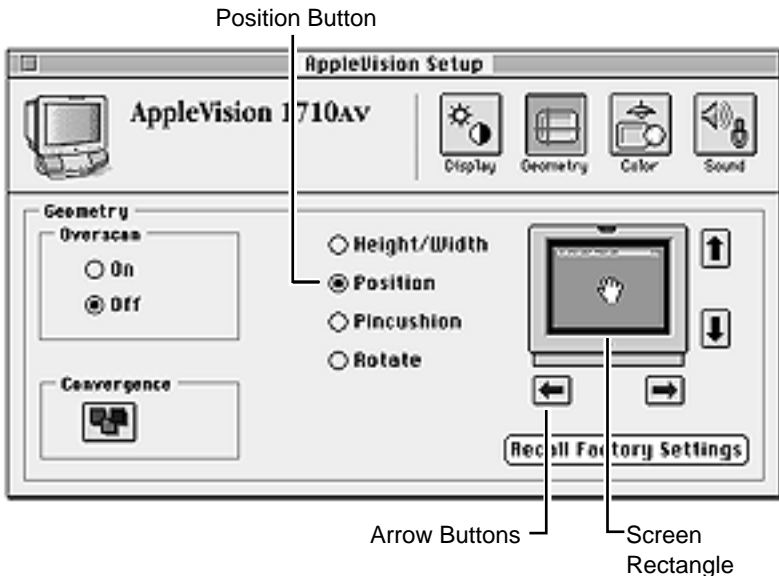 Position Button
AppleVision Setup
AppleVision 1710AV
Display
Geometry
Color
Sound
Geometry
Overscan
On
Off
Height/Width
Position
Pincushion
Rotate
Convergence
Recall Factory Settings
Arrow Buttons
Screen
Rectangle